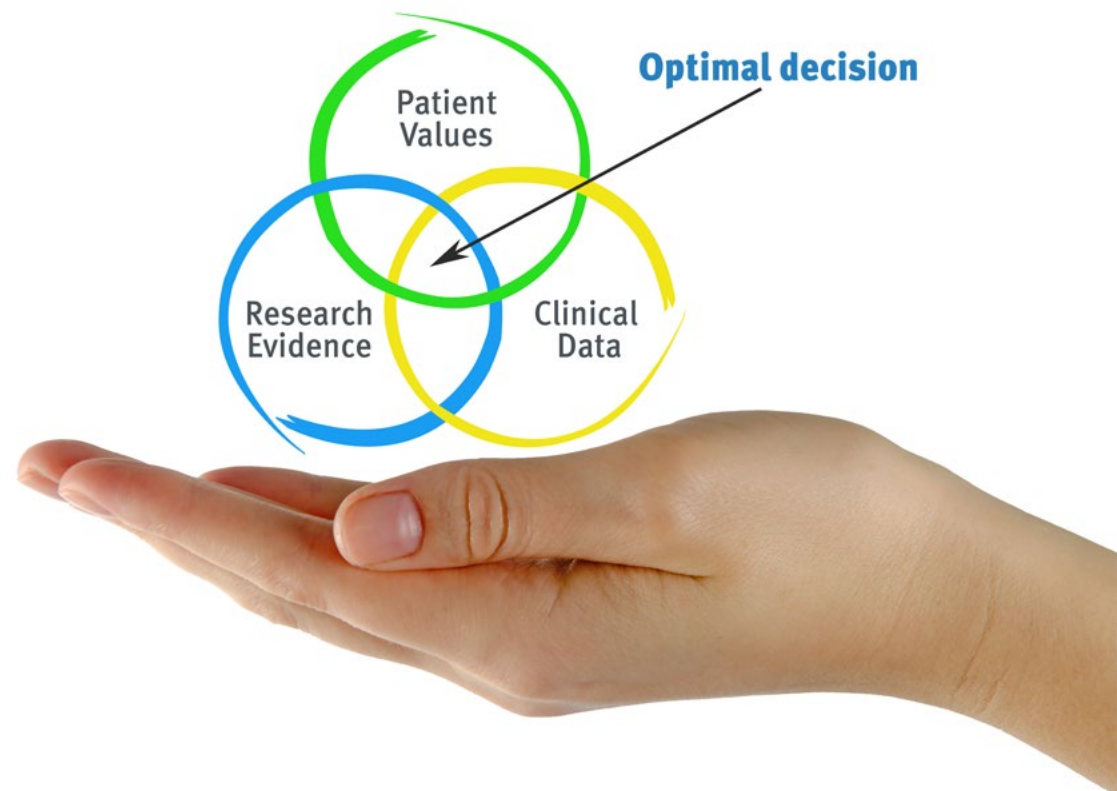 Optimal decision
Patient
Values
Research
Evidence
Clinical
Data